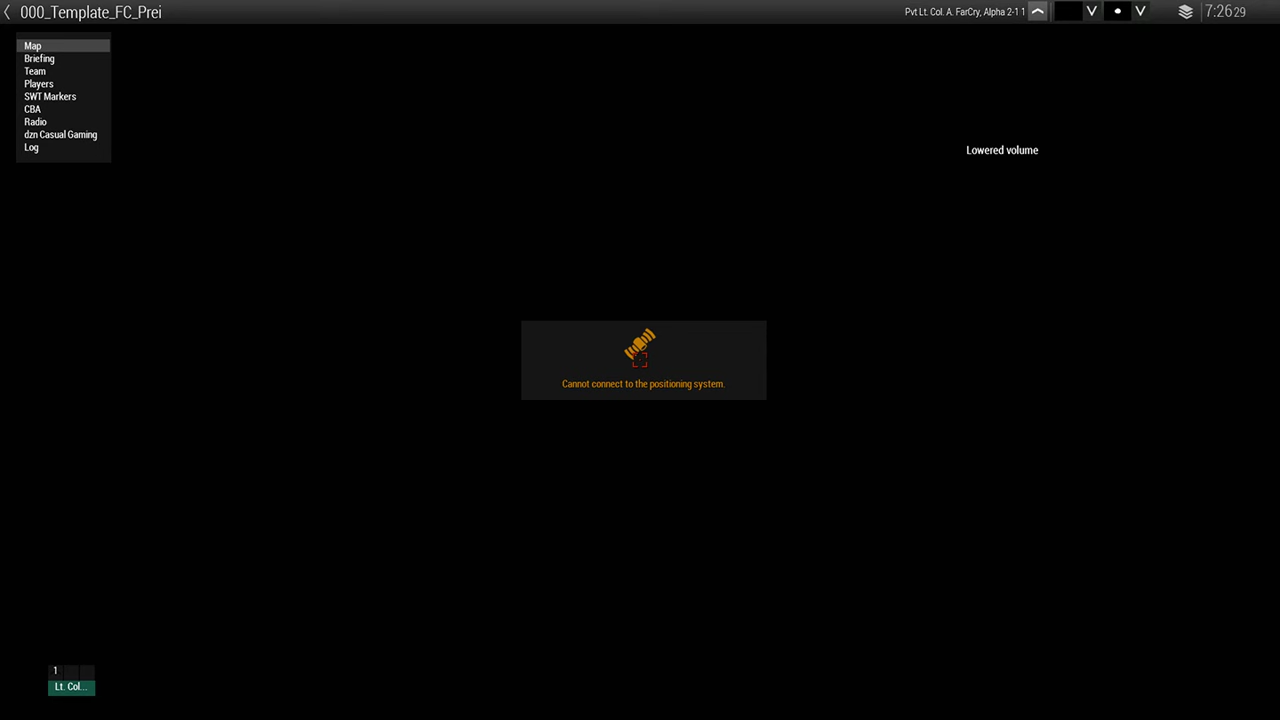 000_Template_FC_Prei
Pvt Lt. Col. A. FarCry, Alpha 2-1 1
7:26 29
Map
Briefing
Team
Players
SWT Markers
CBA
Radio
dzn Casual Gaming
Log
Lowered volume
Cannot connect to the positioning system.
1
Lt. Col...